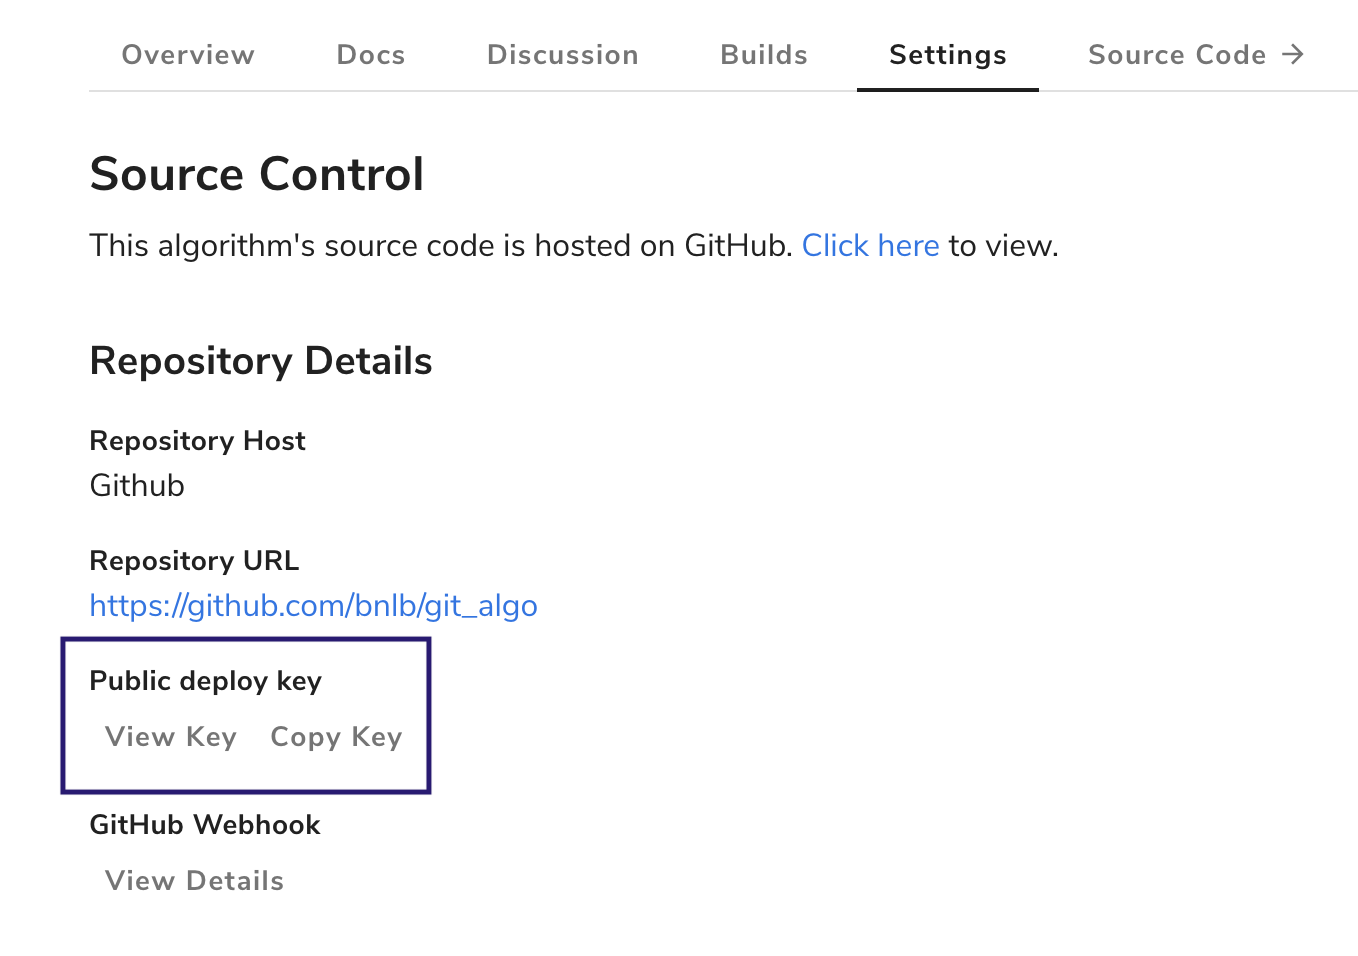 Overview Docs Discussion Builds Settings Source Code →
Source Control
This algorithm's source code is hosted on GitHub. Click here to view.
Repository Details
Repository Host
Github
Repository URL
https://github.com/bnlb/git_algo
Public deploy key
View Key Copy Key
GitHub Webhook
View Details